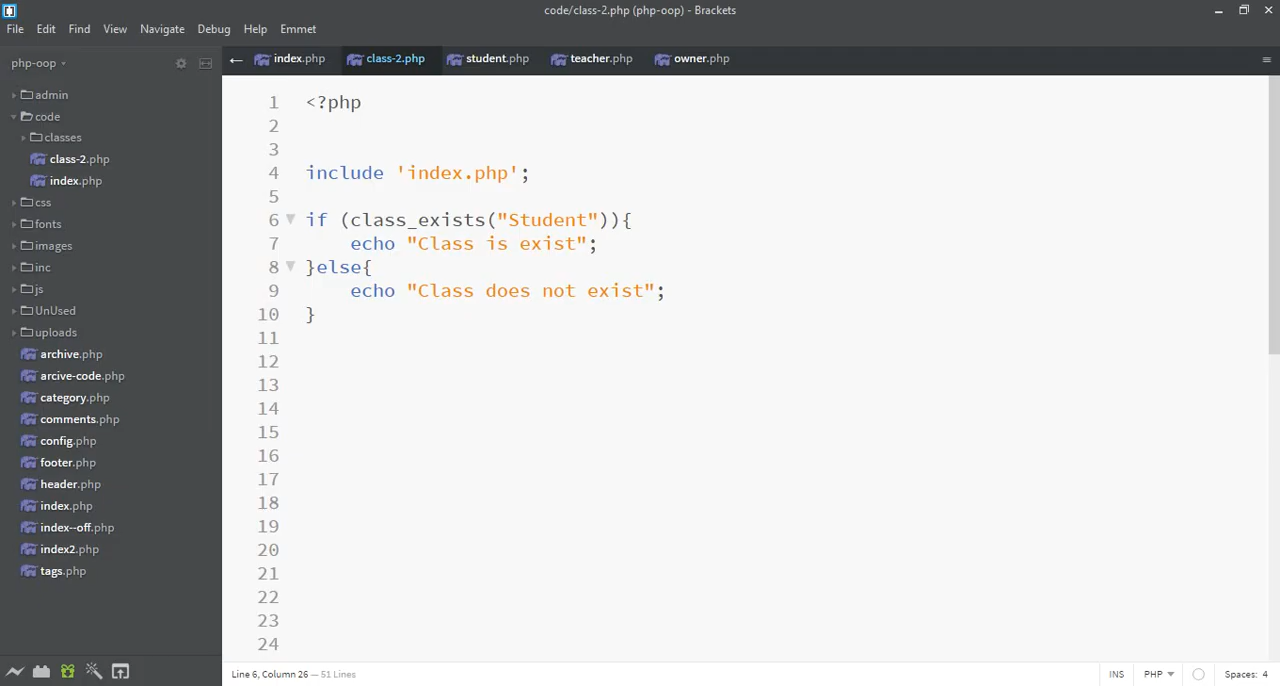 code/class-2.php (php-oop) - Brackets
File Edit Find View Navigate Debug Help Emmet
php-oop
index.php class-2.php student.php teacher.php owner.php
admin
code
classes
class-2.php
index.php
css
fonts
images
inc
js
UnUsed
uploads
archive.php
arcive-code.php
category.php
comments.php
config.php
footer.php
header.php
index.php
index--off.php
index2.php
tags.php
1 <?php
2
3
4 include 'index.php';
5
6 if (class_exists("Student")){
7 echo "Class is exist";
8 }else{
9 echo "Class does not exist";
10 }
11
12
13
14
15
16
17
18
19
20
21
22
23
24
Line 6, Column 26 — 51 Lines
INS PHP Spaces: 4